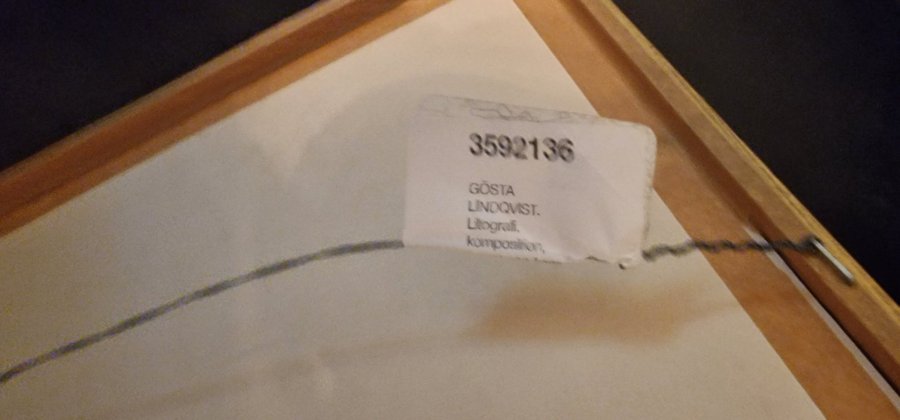 3592136
GÖSTA
LINDQVIST.
Litografi,
komposition,